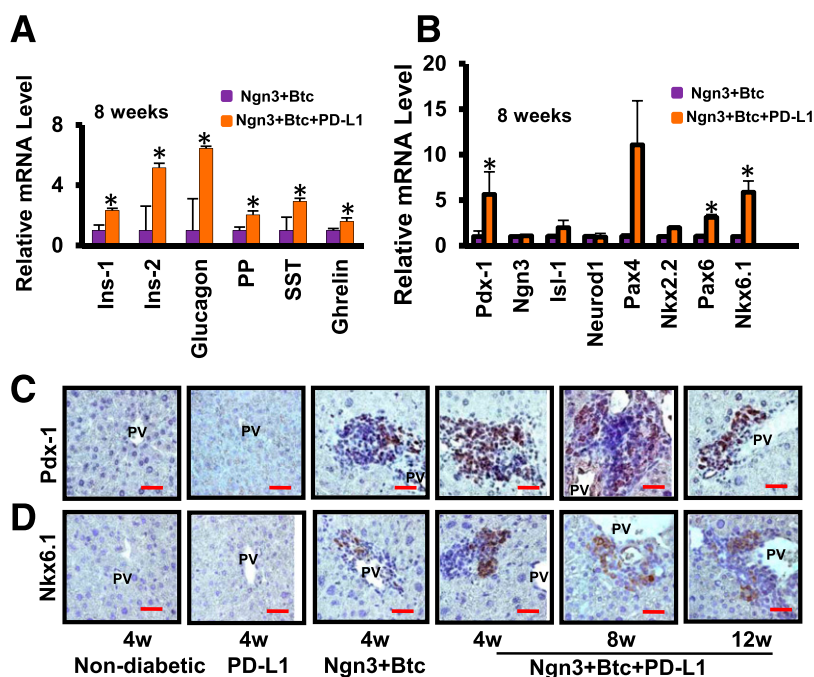 A
Relative mRNA Level
8 weeks
Ngn3+Btc
Ngn3+Btc+PD-L1
8
4
0
* * * * * *
Ins-1
Ins-2
Glucagon
PP
SST
Ghrelin
B
Relative mRNA Level
8 weeks
Ngn3+Btc
Ngn3+Btc+PD-L1
20
15
10
5
0
* * *
Pdx-1
Ngn3
Isl-1
Neurod1
Pax4
Nkx2.2
Pax6
Nkx6.1
C
Pdx-1
PV
PV
PV
PV
PV
D
Nkx6.1
PV
PV
PV
PV
PV
PV
4w 4w 4w 4w 8w 12w
Non-diabetic PD-L1 Ngn3+Btc Ngn3+Btc+PD-L1